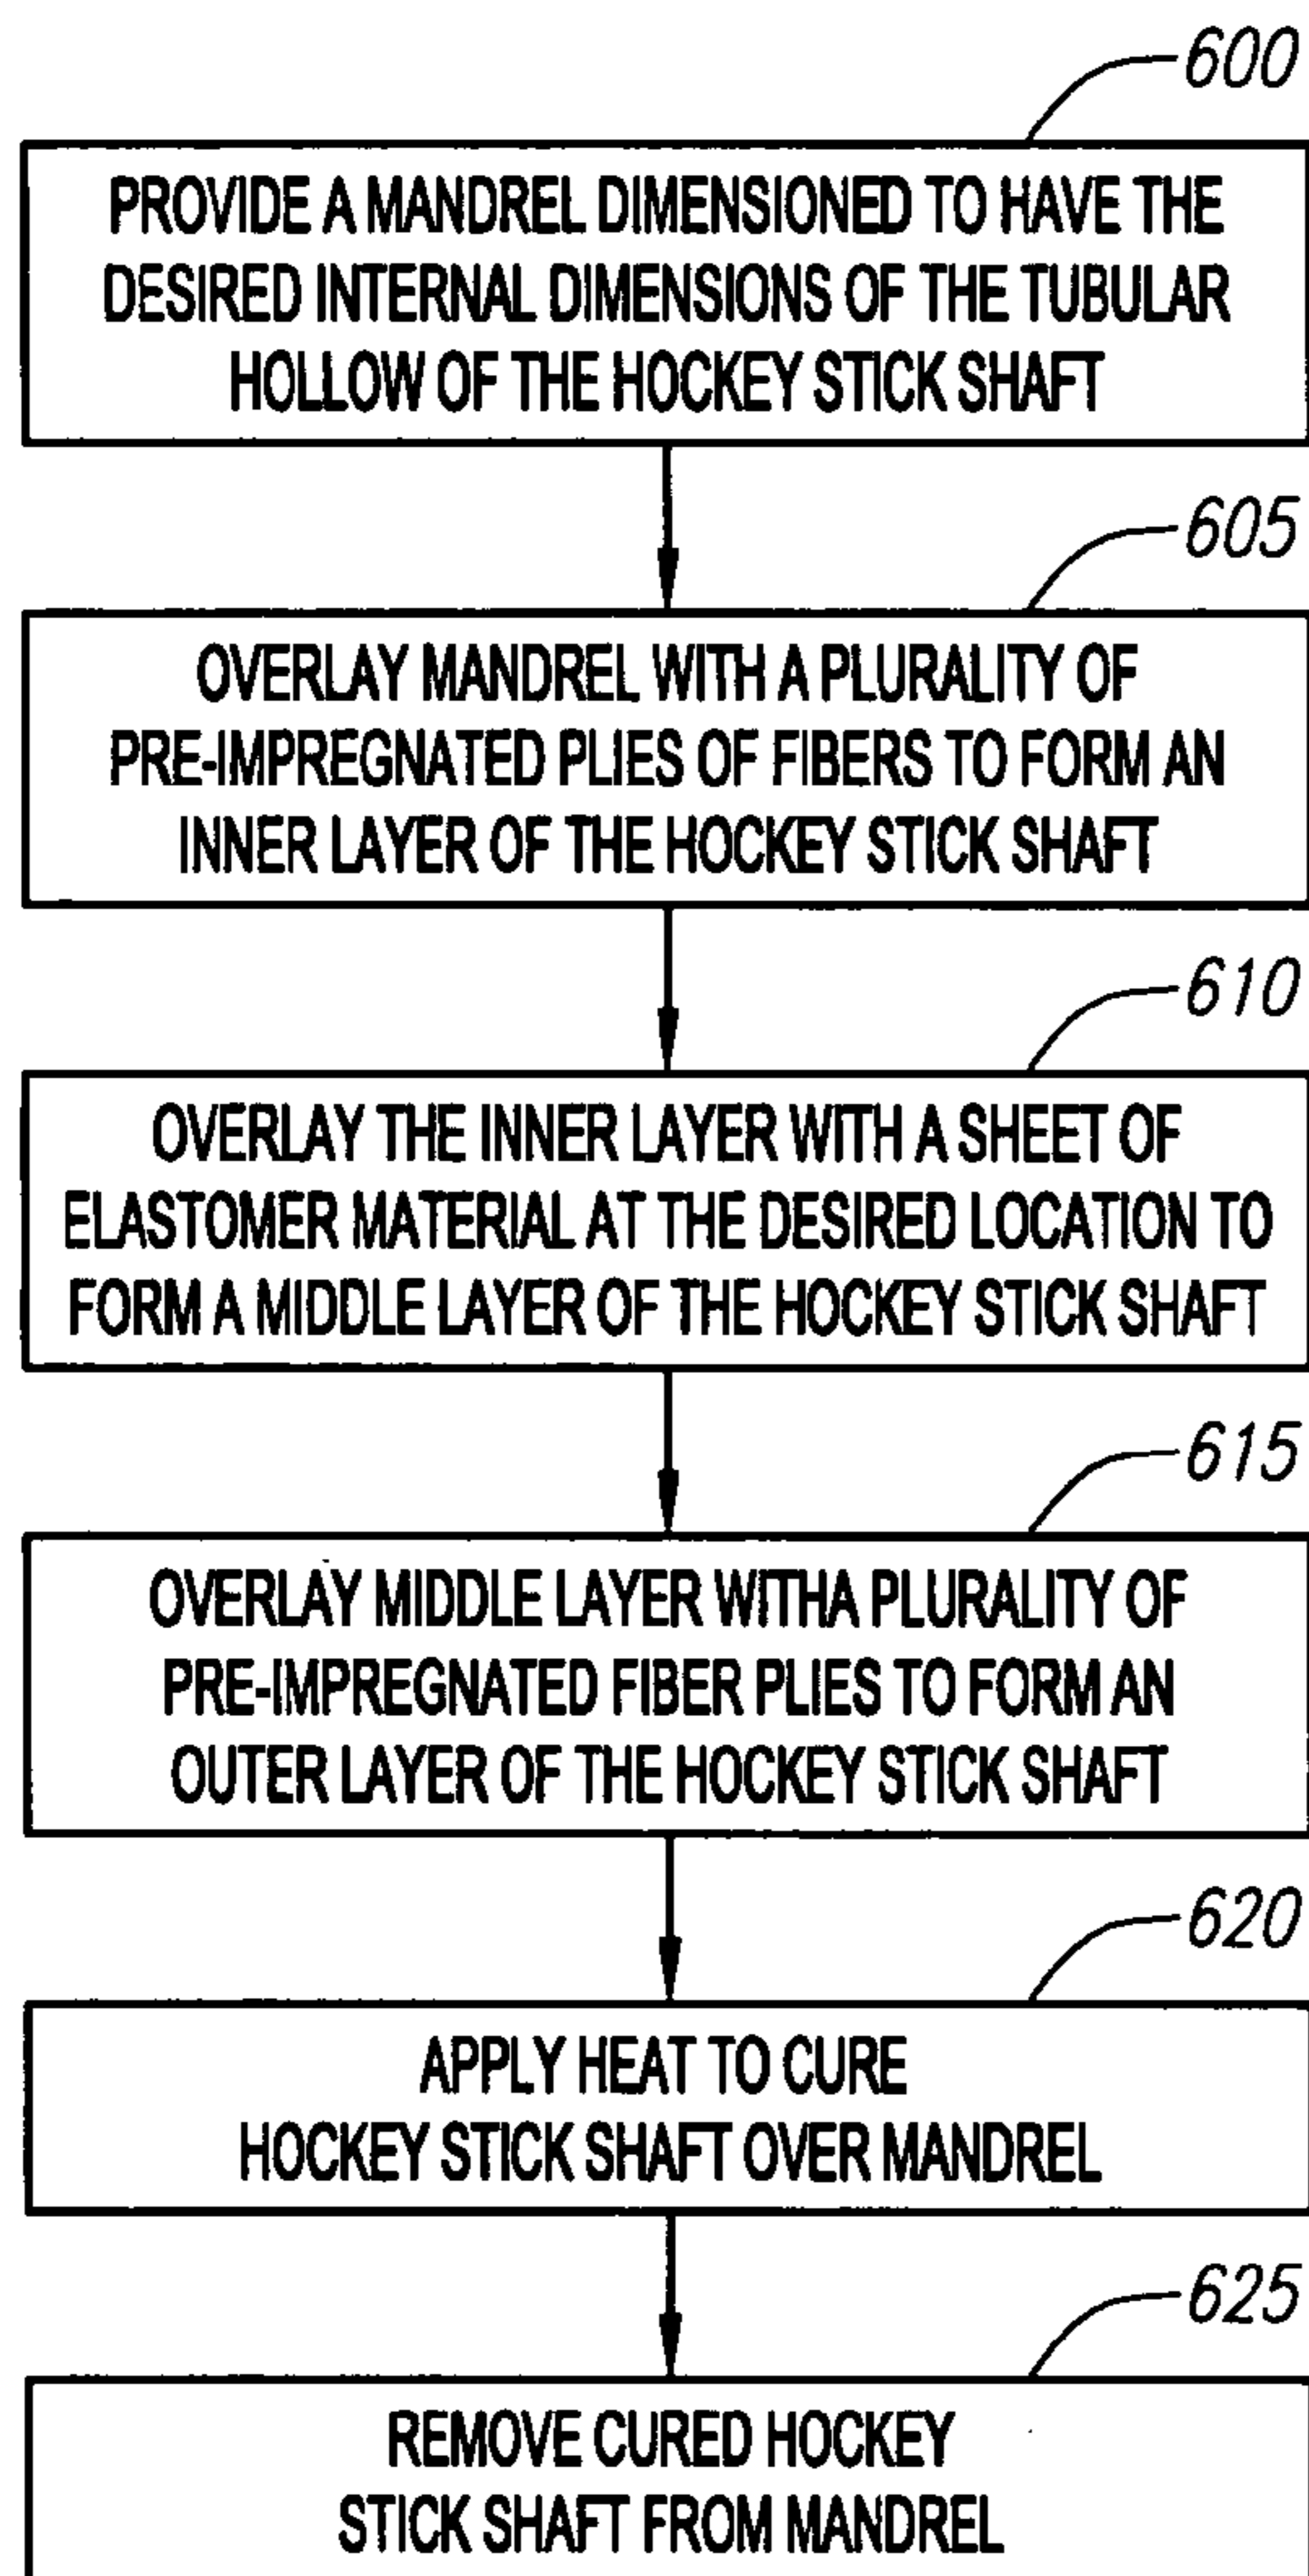 600
PROVIDE A MANDREL DIMENSIONED TO HAVE THE
DESIRED INTERNAL DIMENSIONS OF THE TUBULAR
HOLLOW OF THE HOCKEY STICK SHAFT
605
OVERLAY MANDREL WITH A PLURALITY OF
PRE-IMPREGNATED PLIES OF FIBERS TO FORM AN
INNER LAYER OF THE HOCKEY STICK SHAFT
610
OVERLAY THE INNER LAYER WITH A SHEET OF
ELASTOMER MATERIAL AT THE DESIRED LOCATION TO
FORM A MIDDLE LAYER OF THE HOCKEY STICK SHAFT
615
OVERLAY MIDDLE LAYER WITHA PLURALITY OF
PRE-IMPREGNATED FIBER PLIES TO FORM AN
OUTER LAYER OF THE HOCKEY STICK SHAFT
620
APPLY HEAT TO CURE
HOCKEY STICK SHAFT OVER MANDREL
625
REMOVE CURED HOCKEY
STICK SHAFT FROM MANDREL